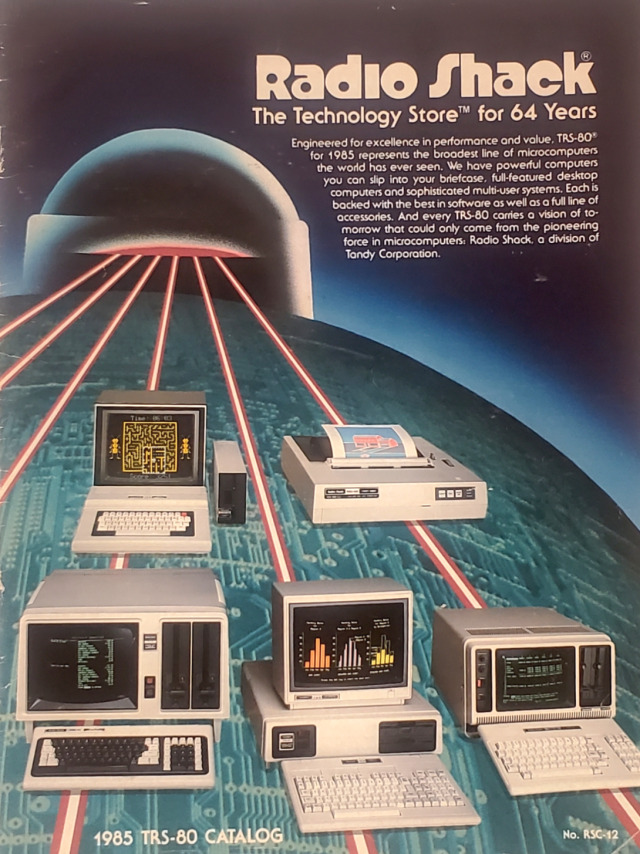 Radio Shack®
The Technology Store™ for 64 Years
Engineered for excellence in performance and value, TRS-80®
for 1985 represents the broadest line of microcomputers
the world has ever seen. We have powerful computers
you can slip into your briefcase, full-featured desktop
computers and sophisticated multi-user systems. Each is
backed with the best in software as well as a full line of
accessories. And every TRS-80 carries a vision of to-
morrow that could only come from the pioneering
force in microcomputers: Radio Shack, a division of
Tandy Corporation.
1985 TRS-80 CATALOG
No. RSC-12